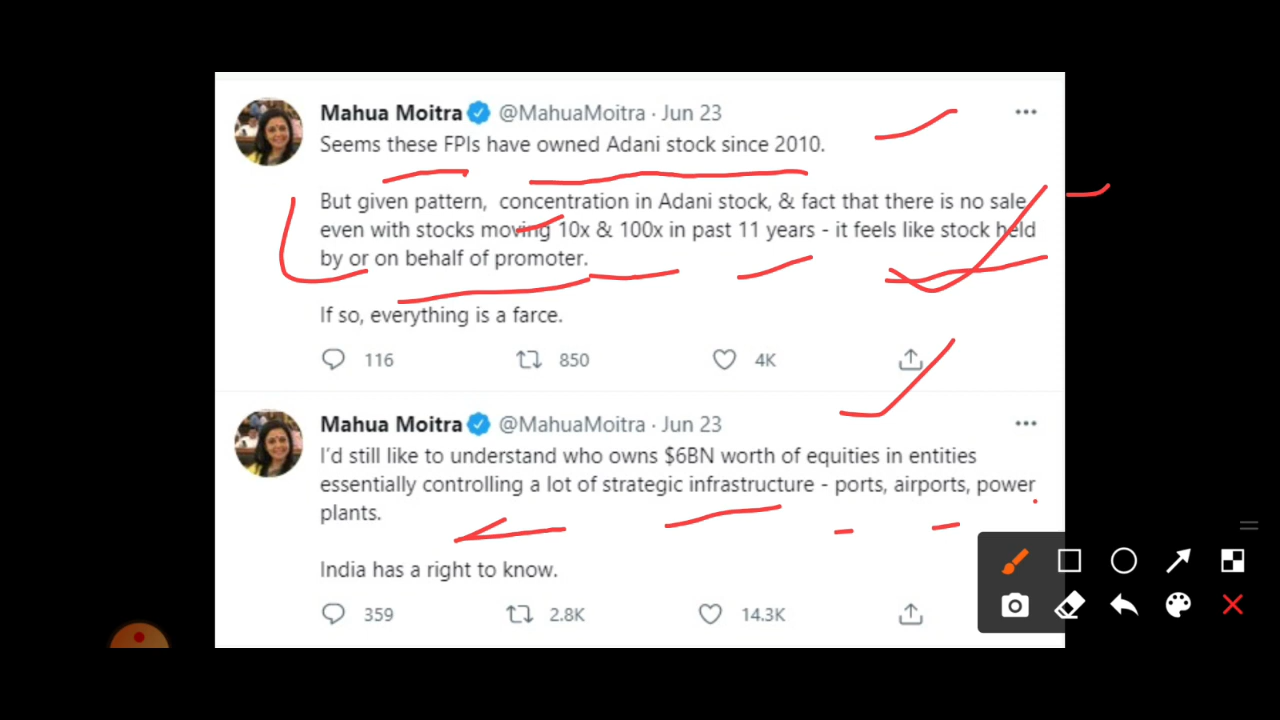 Mahua Moitra @MahuaMoitra · Jun 23
Seems these FPIs have owned Adani stock since 2010.
But given pattern, concentration in Adani stock, & fact that there is no sale
even with stocks moving 10x & 100x in past 11 years - it feels like stock held
by or on behalf of promoter.
If so, everything is a farce.
116 850 4K
Mahua Moitra @MahuaMoitra · Jun 23
I'd still like to understand who owns $6BN worth of equities in entities
essentially controlling a lot of strategic infrastructure - ports, airports, power
plants.
India has a right to know.
359 2.8K 14.3K